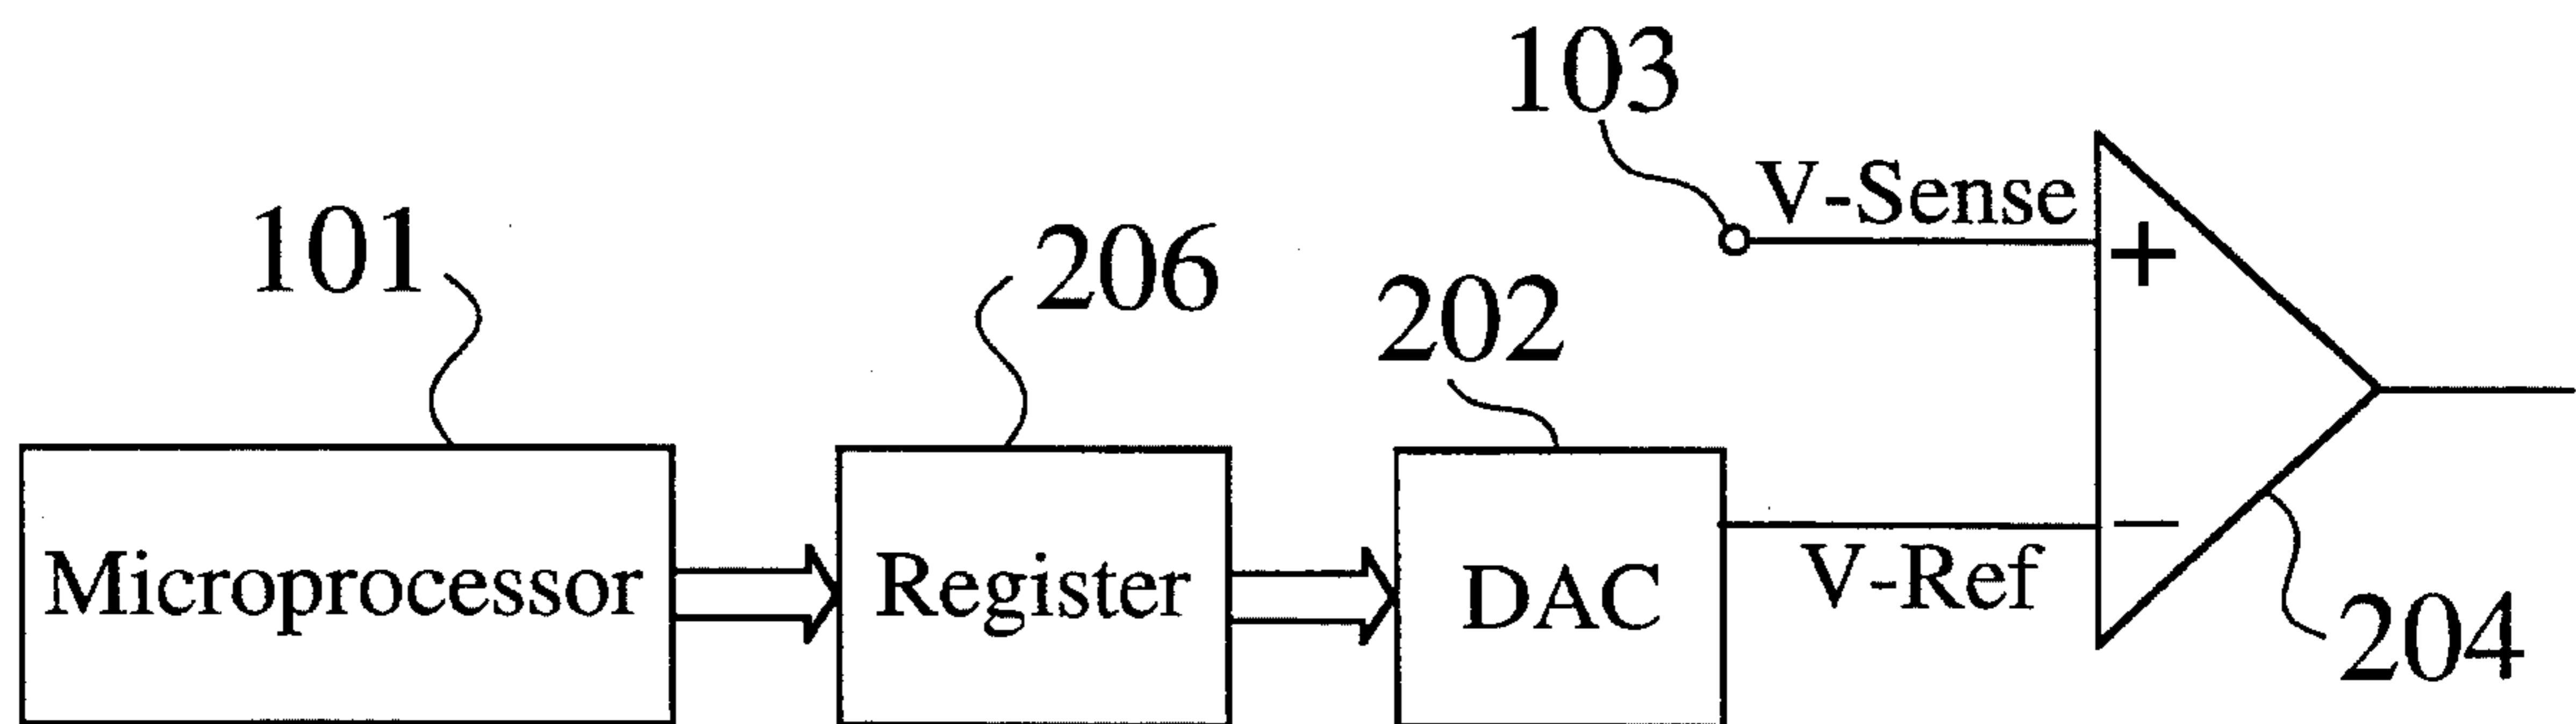 103
V-Sense
101
206
202
+
Microprocessor
Register
DAC
V-Ref
−
204